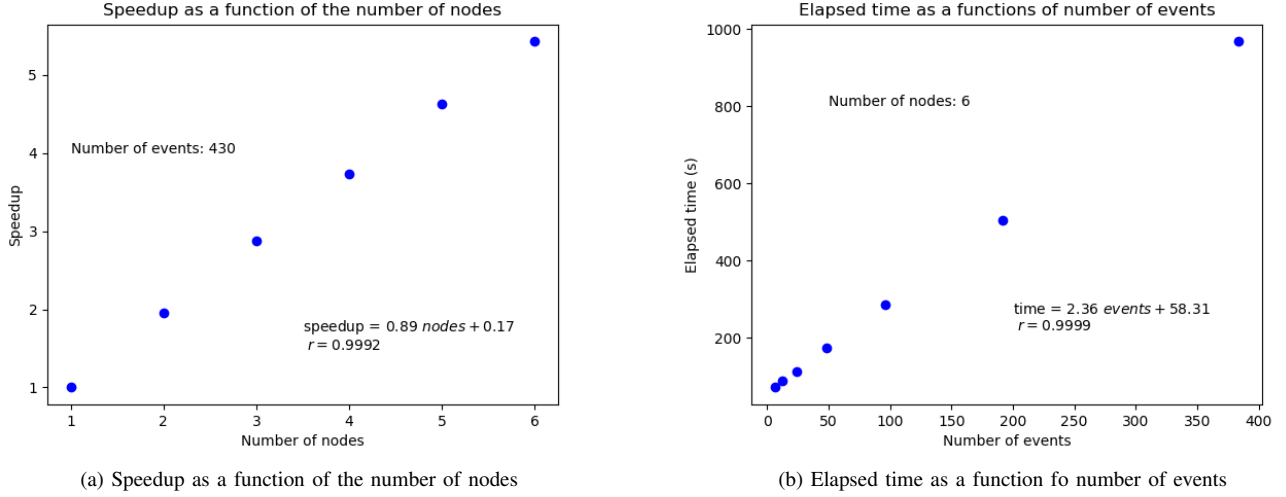 Speedup as a function of the number of nodes
5
4
3
2
1
Speedup
Number of events: 430
speedup = 0.89 nodes + 0.17
r = 0.9992
1 2 3 4 5 6
Number of nodes
(a) Speedup as a function of the number of nodes
Elapsed time as a functions of number of events
1000
800
600
400
200
Elapsed time (s)
Number of nodes: 6
time = 2.36 events + 58.31
r = 0.9999
0 50 100 150 200 250 300 350 400
Number of events
(b) Elapsed time as a function fo number of events